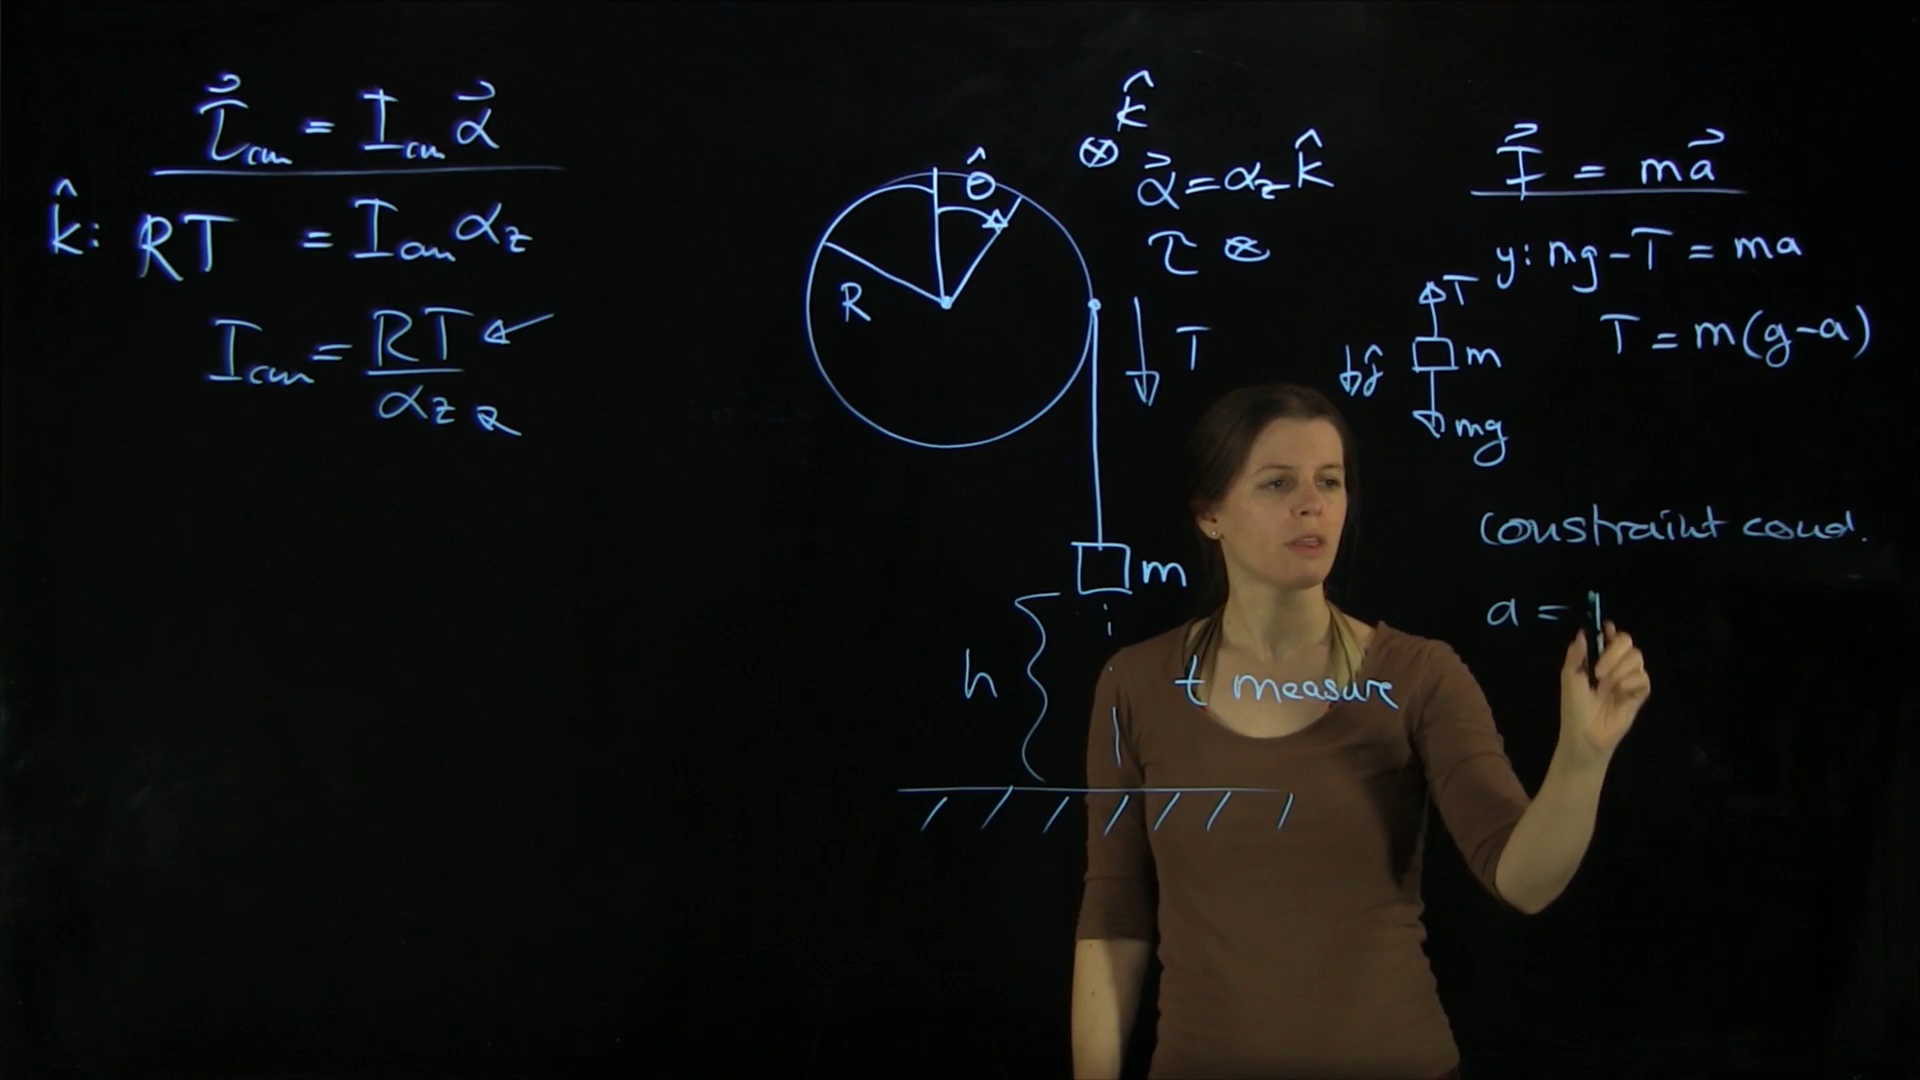 τ⃗cm = Icm α⃗
k̂: RT = Icm αz
Icm = RT / αz
R
θ̂
k̂
⊗
α⃗ = αz k̂
τ ⊗
T
m
h
t measure
F⃗ = ma⃗
y: mg - T = ma
T = m(g-a)
T
ĵ
m
mg
constraint cond.
a =